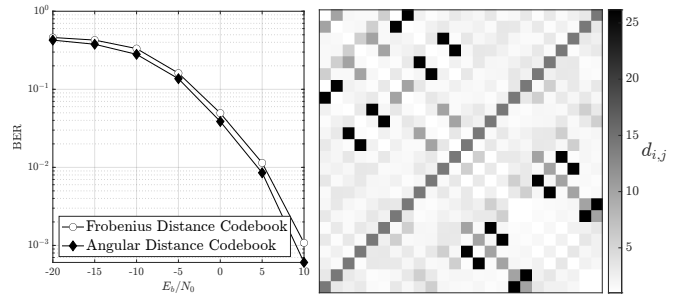 10^0
10^-1
10^-2
10^-3
BER
Frobenius Distance Codebook
Angular Distance Codebook
-20 -15 -10 -5 0 5 10
E_b/N_0
25
20
15
10
5
d_{i,j}